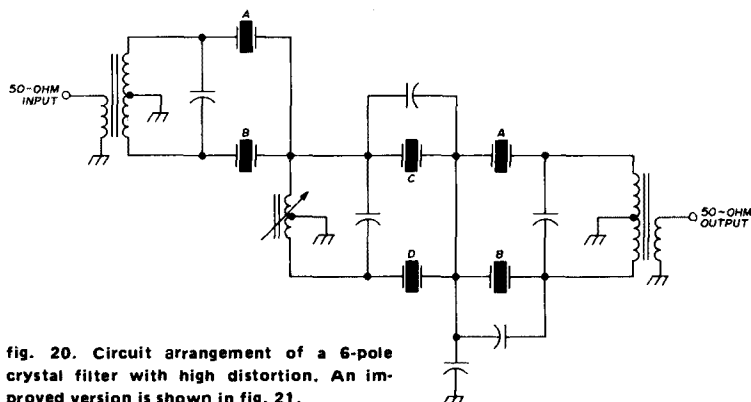 A
50-OHM
INPUT
B
A
C
50-OHM
OUTPUT
D
B
fig. 20. Circuit arrangement of a 6-pole
crystal filter with high distortion. An im-
proved version is shown in fig. 21.